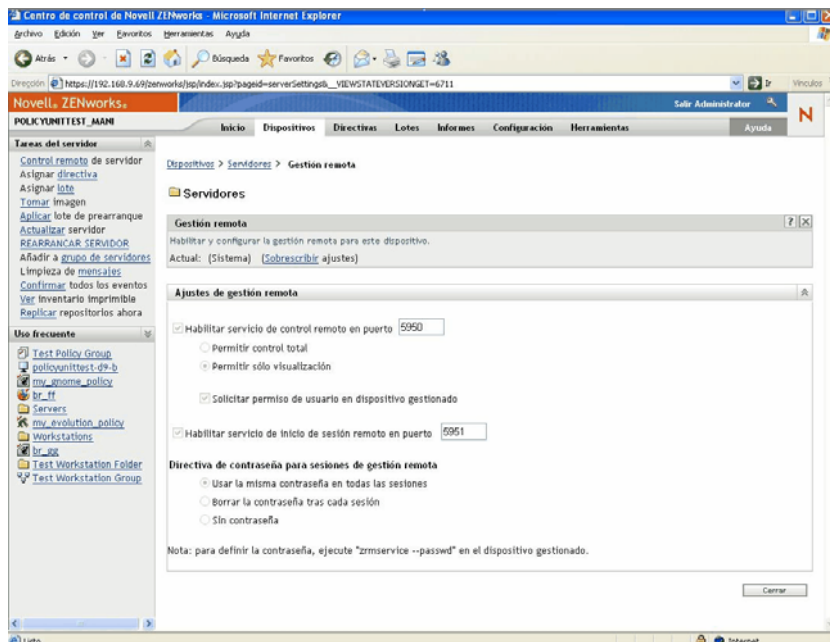 Centro de control de Novell ZENworks - Microsoft Internet Explorer
Archivo Edición Ver Favoritos Herramientas Ayuda
Atrás Búsqueda Favoritos
Dirección https://192.168.9.69/zenworks/jsp/index.jsp?pageid=serverSettings&__VIEWSTATEVERSIONGET=6711 Ir Vínculos
Novell® ZENworks® Salir Administrator
POLICYUNITTEST_MANI
Inicio Dispositivos Directivas Lotes Informes Configuración Herramientas Ayuda
N
Tareas del servidor
Control remoto de servidor
Asignar directiva
Asignar lote
Tomar imagen
Aplicar lote de prearranque
Actualizar servidor
REARRANCAR SERVIDOR
Añadir a grupo de servidores
Limpieza de mensajes
Confirmar todos los eventos
Ver inventario imprimible
Replicar repositorios ahora
Uso frecuente
Test Policy Group
policyunittest-d9-b
my_gnome_policy
br_ff
Servers
my_evolution_policy
Workstations
br_gg
Test Workstation Folder
Test Workstation Group
Dispositivos > Servidores > Gestión remota
Servidores
Gestión remota
Habilitar y configurar la gestión remota para este dispositivo.
Actual: (Sistema) (Sobrescribir ajustes)
Ajustes de gestión remota
Habilitar servicio de control remoto en puerto 5950
Permitir control total
Permitir sólo visualización
Solicitar permiso de usuario en dispositivo gestionado
Habilitar servicio de inicio de sesión remoto en puerto 5951
Directiva de contraseña para sesiones de gestión remota
Usar la misma contraseña en todas las sesiones
Borrar la contraseña tras cada sesión
Sin contraseña
Nota: para definir la contraseña, ejecute "zrmservice --passwd" en el dispositivo gestionado.
Cerrar
Listo Internet